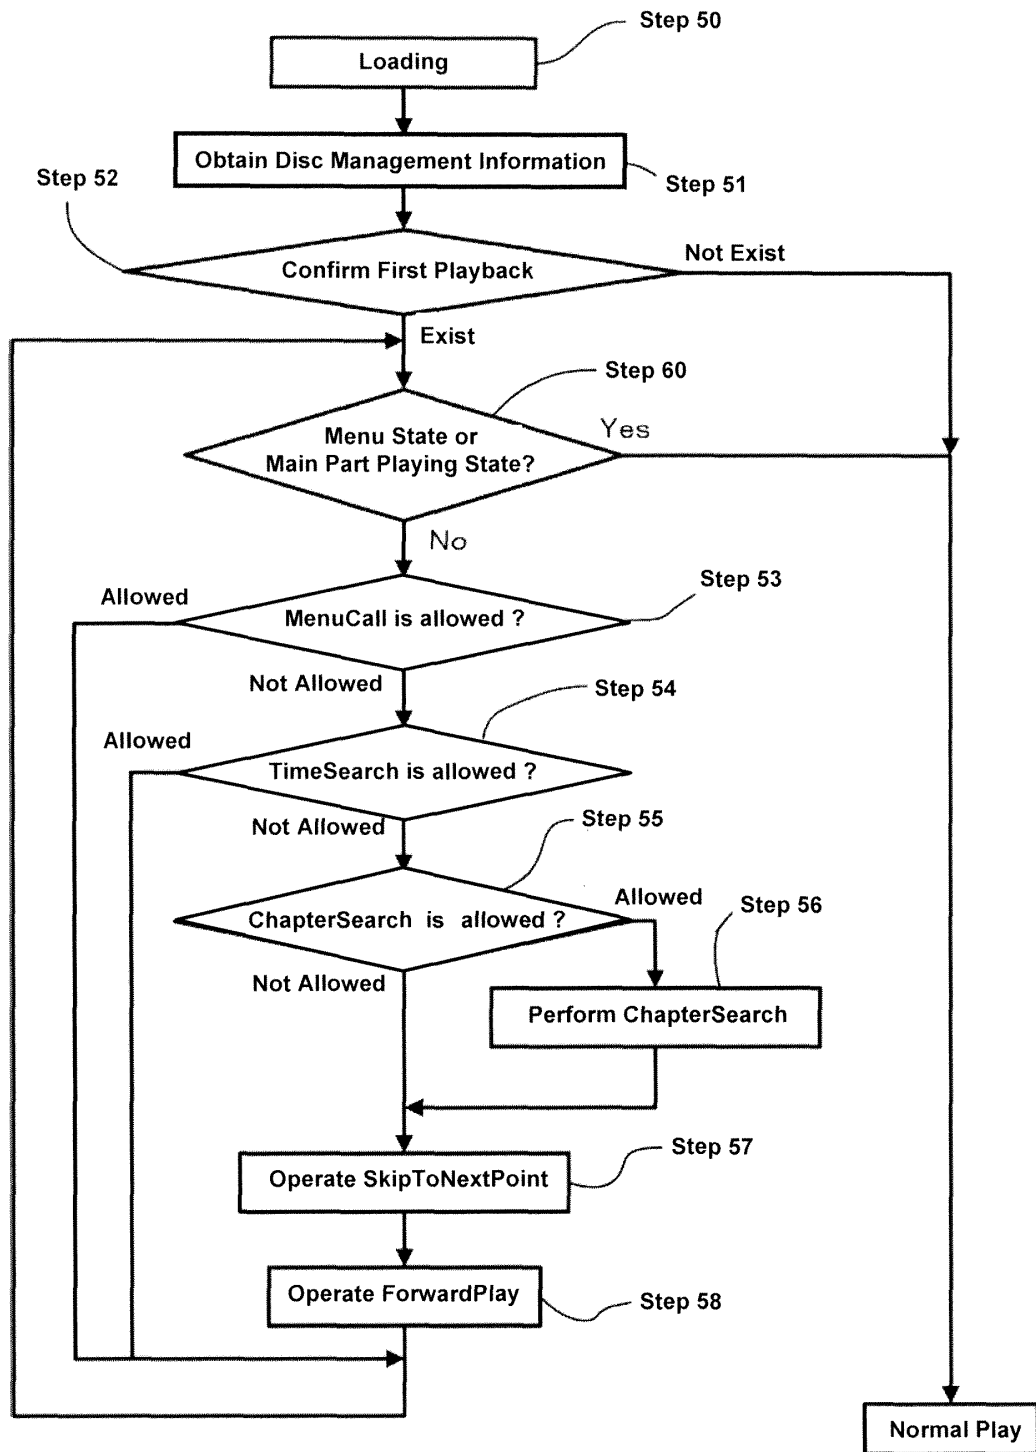 Step 50
Loading
Obtain Disc Management Information
Step 51
Step 52
Confirm First Playback
Not Exist
Exist
Step 60
Menu State or
Main Part Playing State?
Yes
No
Step 53
Allowed
MenuCall is allowed ?
Not Allowed
Step 54
Allowed
TimeSearch is allowed ?
Not Allowed
Step 55
ChapterSearch is allowed ?
Allowed
Step 56
Not Allowed
Perform ChapterSearch
Step 57
Operate SkipToNextPoint
Operate ForwardPlay
Step 58
Normal Play